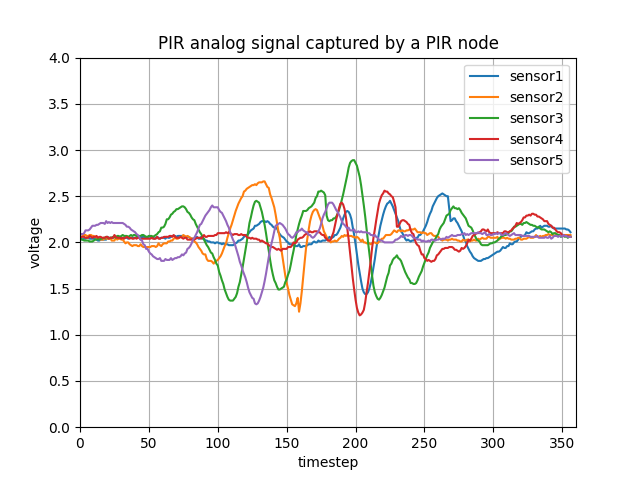 PIR analog signal captured by a PIR node
4.0
3.5
3.0
2.5
2.0
1.5
1.0
0.5
0.0
voltage
sensor1
sensor2
sensor3
sensor4
sensor5
0 50 100 150 200 250 300 350
timestep